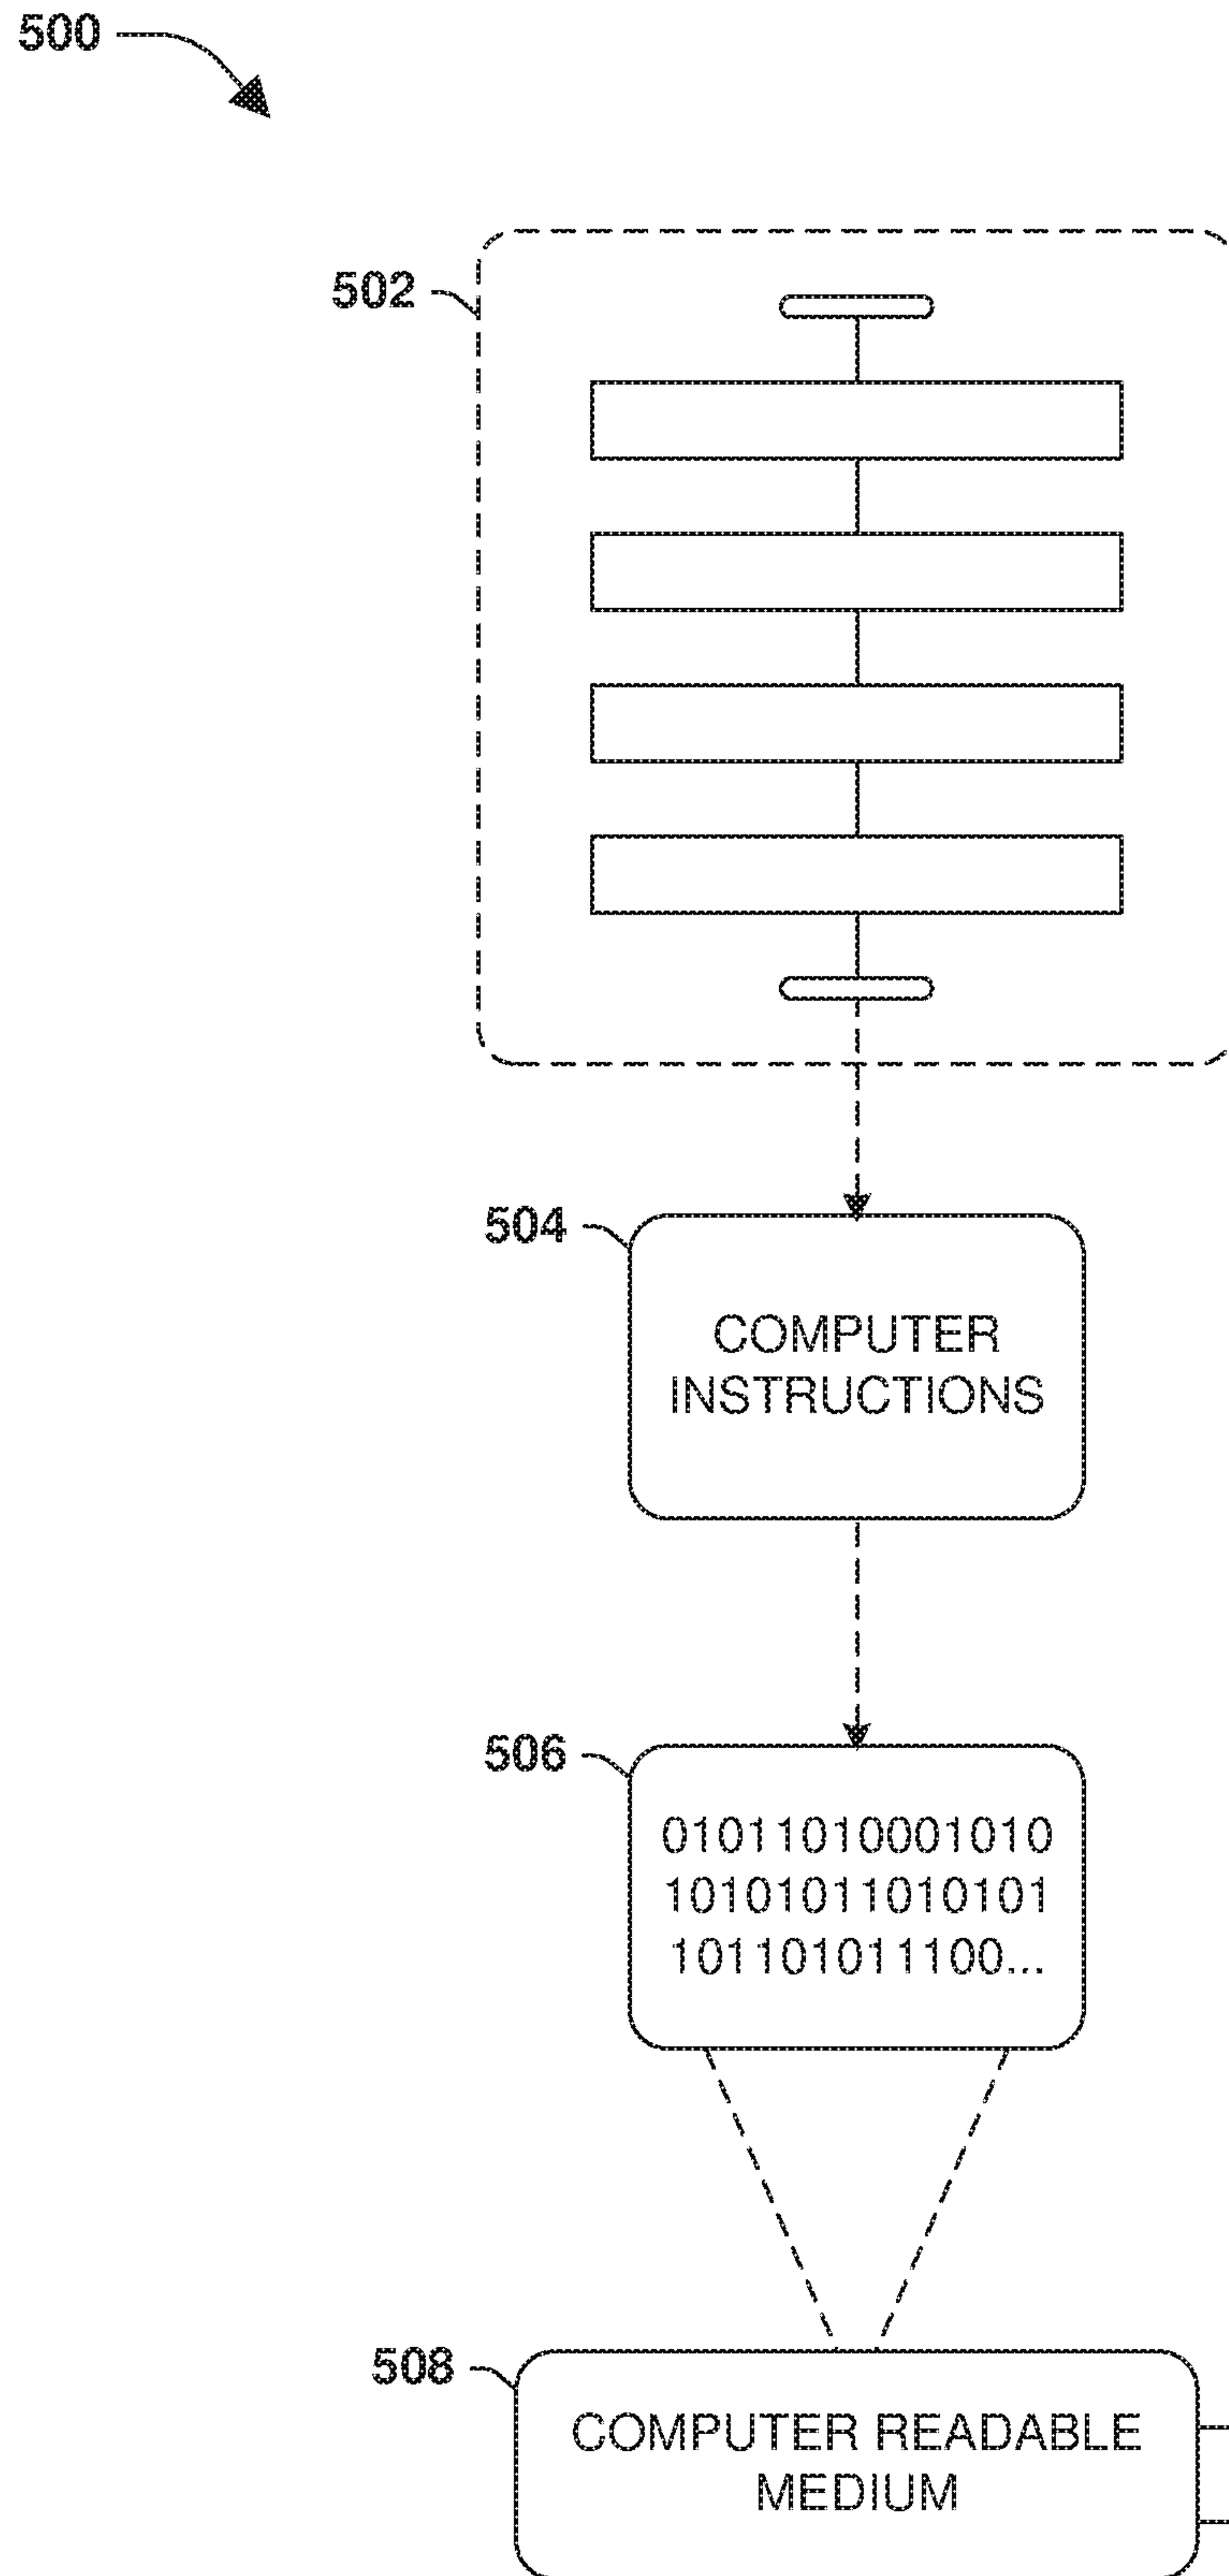 500
502
504
COMPUTER
INSTRUCTIONS
506
01011010001010
10101011010101
101101011100...
508
COMPUTER READABLE
MEDIUM